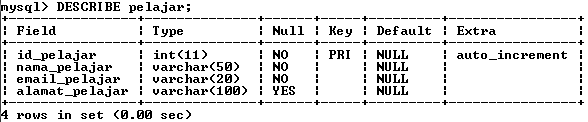 mysql> DESCRIBE pelajar;
+----------------+--------------+------+-----+---------+----------------+
| Field          | Type         | Null | Key | Default | Extra          |
+----------------+--------------+------+-----+---------+----------------+
| id_pelajar     | int(11)      | NO   | PRI | NULL    | auto_increment |
| nama_pelajar   | varchar(50)  | NO   |     | NULL    |                |
| email_pelajar  | varchar(20)  | NO   |     | NULL    |                |
| alamat_pelajar | varchar(100) | YES  |     | NULL    |                |
+----------------+--------------+------+-----+---------+----------------+
4 rows in set (0.00 sec)